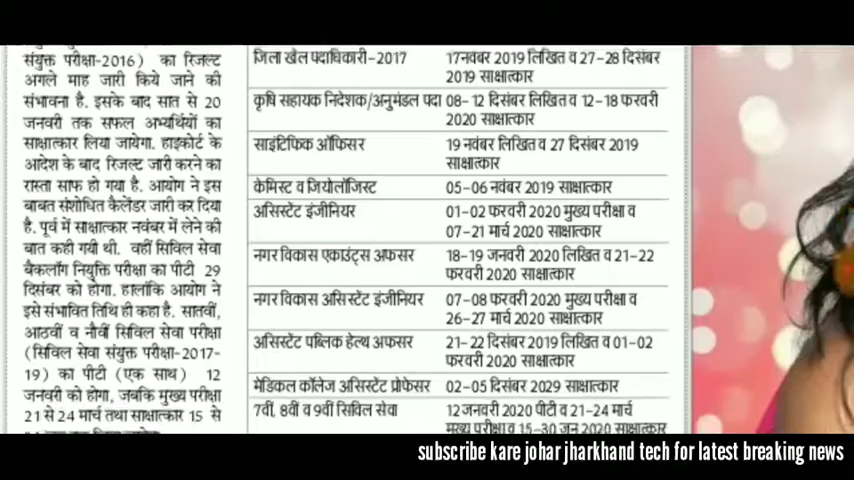 संयुक्त परीक्षा-2016) का रिजल्ट
अगले माह जारी किये जाने की
संभावना है. इसके बाद सात से 20
जनवरी तक सफल अभ्यर्थियों का
साक्षात्कार लिया जायेगा. हाइकोर्ट के
आदेश के बाद रिजल्ट जारी करने का
रास्ता साफ हो गया है. आयोग ने इस
बाबत संशोधित कैलेंडर जारी कर दिया
है. पूर्व में साक्षात्कार नवंबर में लेने की
बात कही गयी थी. वहीं सिविल सेवा
बैकलॉग नियुक्ति परीक्षा का पीटी 29
दिसंबर को होगा. हालांकि आयोग ने
इसे संभावित तिथि ही कहा है. सातवीं,
आठवीं व नौवीं सिविल सेवा परीक्षा
(सिविल सेवा संयुक्त परीक्षा-2017-
19) का पीटी (एक साथ) 12
जनवरी को होगा, जबकि मुख्य परीक्षा
21 से 24 मार्च तथा साक्षात्कार 15 से
जिला खेल पदाधिकारी-2017
17नवबर 2019 लिखित व 27-28 दिसंबर
2019 साक्षात्कार
कृषि सहायक निदेशक/अनुमंडल पदा
08-12 दिसंबर लिखित व 12-18 फरवरी
2020 साक्षात्कार
साइंटिफिक ऑफिसर
19 नवंबर लिखित व 27 दिसंबर 2019
साक्षात्कार
केमिस्ट व जियोलॉजिस्ट
05-06 नवंबर 2019 साक्षात्कार
असिस्टेंट इंजीनियर
01-02 फरवरी 2020 मुख्य परीक्षा व
07-21 मार्च 2020 साक्षात्कार
नगर विकास एकाउंट्स अफसर
18-19 जनवरी 2020 लिखित व 21-22
फरवरी 2020 साक्षात्कार
नगर विकास असिस्टेंट इंजीनियर
07-08 फरवरी 2020 मुख्य परीक्षा व
26-27 मार्च 2020 साक्षात्कार
असिस्टेंट पब्लिक हेल्थ अफसर
21-22 दिसंबर 2019 लिखित व 01-02
फरवरी 2020 साक्षात्कार
मेडिकल कॉलेज असिस्टेंट प्रोफेसर
02-05 दिसंबर 2029 साक्षात्कार
7वीं, 8वीं व 9वीं सिविल सेवा
12 जनवरी 2020 पीटी व 21-24 मार्च
मुख्य परीक्षा व 15-30 जून 2020 साक्षात्कार
subscribe kare johar jharkhand tech for latest breaking news